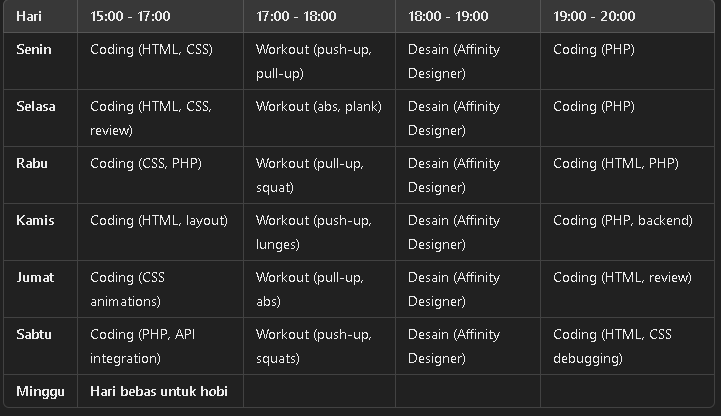 Hari 15:00 - 17:00 17:00 - 18:00 18:00 - 19:00 19:00 - 20:00
Senin Coding (HTML, CSS) Workout (push-up, Desain (Affinity Coding (PHP)
pull-up) Designer)
Selasa Coding (HTML, CSS, Workout (abs, plank) Desain (Affinity Coding (PHP)
review) Designer)
Rabu Coding (CSS, PHP) Workout (pull-up, Desain (Affinity Coding (HTML, PHP)
squat) Designer)
Kamis Coding (HTML, layout) Workout (push-up, Desain (Affinity Coding (PHP, backend)
lunges) Designer)
Jumat Coding (CSS Workout (pull-up, Desain (Affinity Coding (HTML, review)
animations) abs) Designer)
Sabtu Coding (PHP, API Workout (push-up, Desain (Affinity Coding (HTML, CSS
integration) squats) Designer) debugging)
Minggu Hari bebas untuk hobi